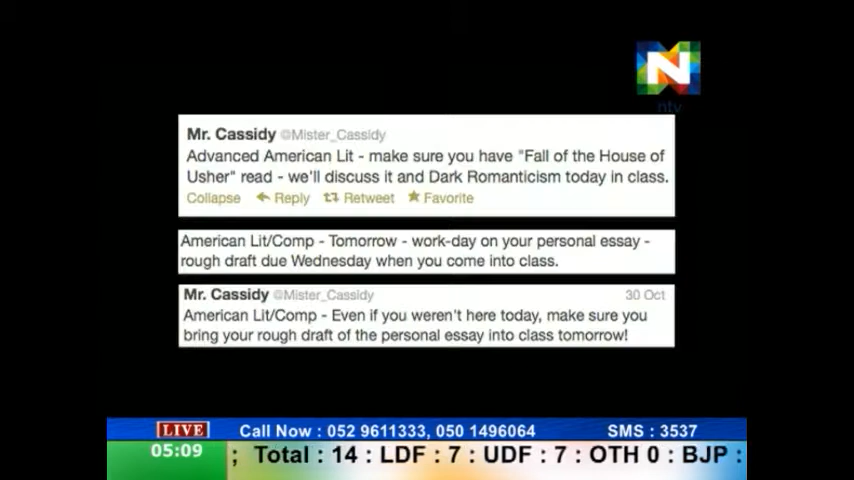 N
ntv
Mr. Cassidy @Mister_Cassidy
Advanced American Lit - make sure you have "Fall of the House of
Usher" read - we'll discuss it and Dark Romanticism today in class.
Collapse Reply Retweet Favorite
American Lit/Comp - Tomorrow - work-day on your personal essay -
rough draft due Wednesday when you come into class.
Mr. Cassidy @Mister_Cassidy 30 Oct
American Lit/Comp - Even if you weren't here today, make sure you
bring your rough draft of the personal essay into class tomorrow!
LIVE Call Now : 052 9611333, 050 1496064 SMS : 3537
05:09 ; Total : 14 : LDF : 7 : UDF : 7 : OTH 0 : BJP :